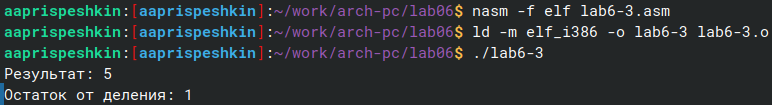 aaprispeshkin:[aaprispeshkin]:~/work/arch-pc/lab06$ nasm -f elf lab6-3.asm
aaprispeshkin:[aaprispeshkin]:~/work/arch-pc/lab06$ ld -m elf_i386 -o lab6-3 lab6-3.o
aaprispeshkin:[aaprispeshkin]:~/work/arch-pc/lab06$ ./lab6-3
Результат: 5
Остаток от деления: 1